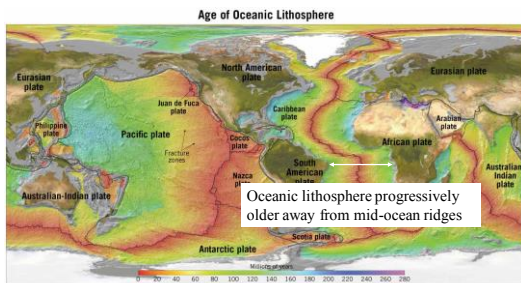 Age of Oceanic Lithosphere
Eurasian
plate
North American
plate
Eurasian plate
Juan de Fuca
plate
Caribbean
plate
Arabian
plate
Philippine
plate
Pacific plate
Cocos
plate
African plate
Fracture
zones
South
American
plate
Nazca
plate
Australian-Indian plate
Australian
Indian
plate
Oceanic lithosphere progressively
older away from mid-ocean ridges
Antarctic plate
Scotia plate
Millions of years
0 20 40 60 80 100 120 140 160 180 200 220 240 260 280